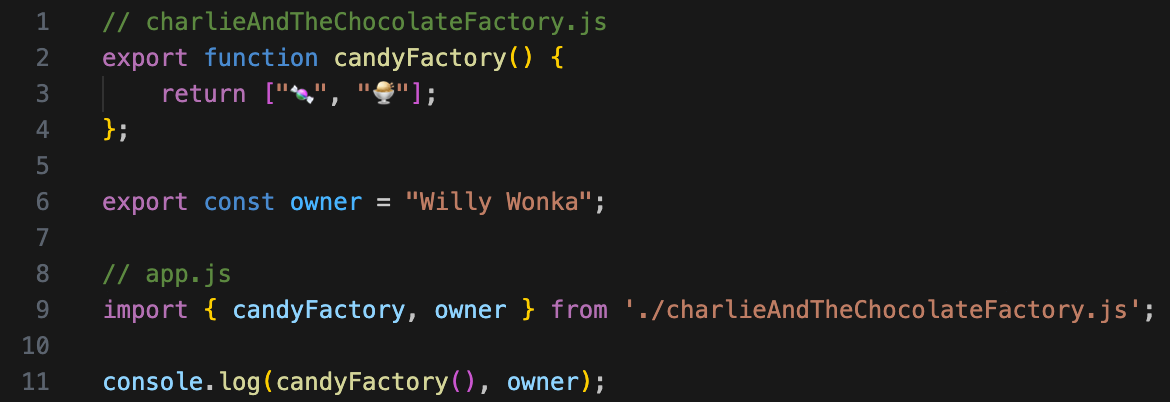 1 // charlieAndTheChocolateFactory.js
2 export function candyFactory() {
3     return ["🍬", "🍨"];
4 };
5
6 export const owner = "Willy Wonka";
7
8 // app.js
9 import { candyFactory, owner } from './charlieAndTheChocolateFactory.js';
10
11 console.log(candyFactory(), owner);